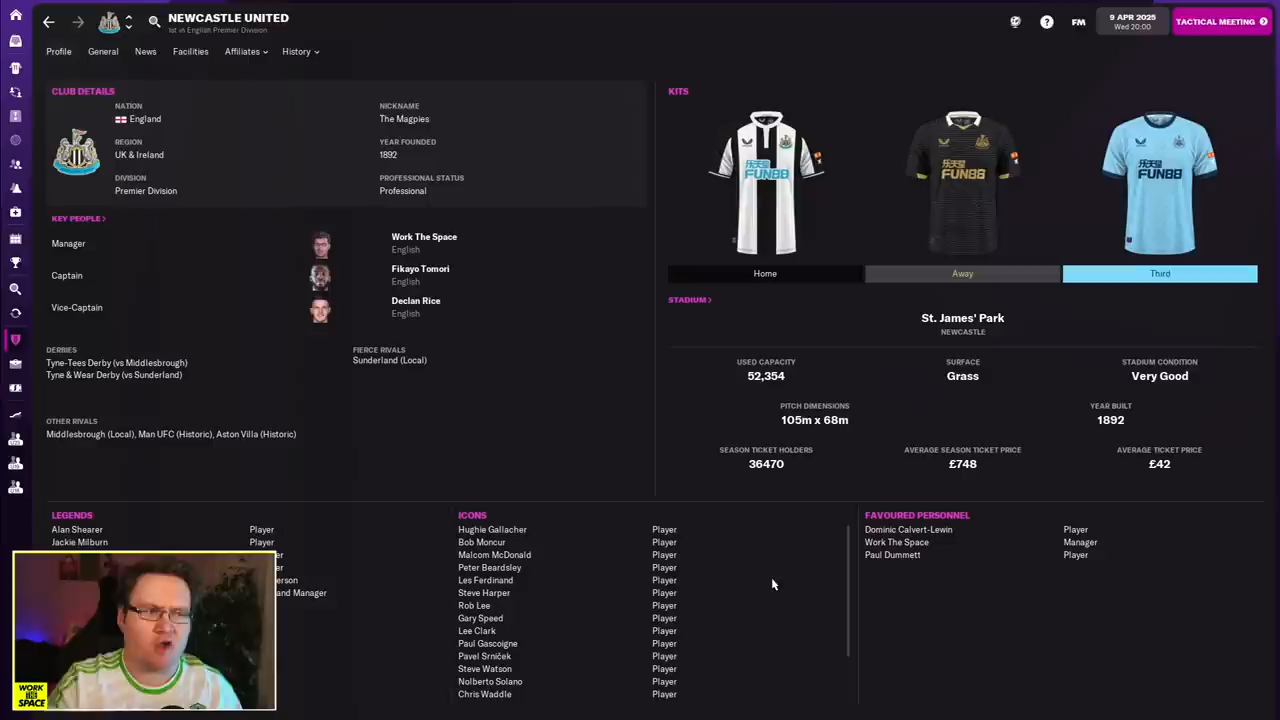 NEWCASTLE UNITED
1st in English Premier Division
FM
9 APR 2025
Wed 20:00
TACTICAL MEETING
Profile
General
News
Facilities
Affiliates
History
CLUB DETAILS
NATION
England
NICKNAME
The Magpies
REGION
UK & Ireland
YEAR FOUNDED
1892
DIVISION
Premier Division
PROFESSIONAL STATUS
Professional
KEY PEOPLE >
Manager
Work The Space
English
Captain
Fikayo Tomori
English
Vice-Captain
Declan Rice
English
DERBIES
Tyne-Tees Derby (vs Middlesbrough)
Tyne & Wear Derby (vs Sunderland)
FIERCE RIVALS
Sunderland (Local)
OTHER RIVALS
Middlesbrough (Local), Man UFC (Historic), Aston Villa (Historic)
KITS
FUN88
FUN88
FUN88
Home
Away
Third
STADIUM >
St. James' Park
NEWCASTLE
USED CAPACITY
52,354
SURFACE
Grass
STADIUM CONDITION
Very Good
PITCH DIMENSIONS
105m x 68m
YEAR BUILT
1892
SEASON TICKET HOLDERS
36470
AVERAGE SEASON TICKET PRICE
£748
AVERAGE TICKET PRICE
£42
LEGENDS
Alan Shearer Player
Jackie Milburn Player
ICONS
Hughie Gallacher Player
Bob Moncur Player
Malcom McDonald Player
Peter Beardsley Player
Les Ferdinand Player
Steve Harper Player
Rob Lee Player
Gary Speed Player
Lee Clark Player
Paul Gascoigne Player
Pavel Srníček Player
Steve Watson Player
Nolberto Solano Player
Chris Waddle Player
FAVOURED PERSONNEL
Dominic Calvert-Lewin Player
Work The Space Manager
Paul Dummett Player
WORK
THE
SPACE